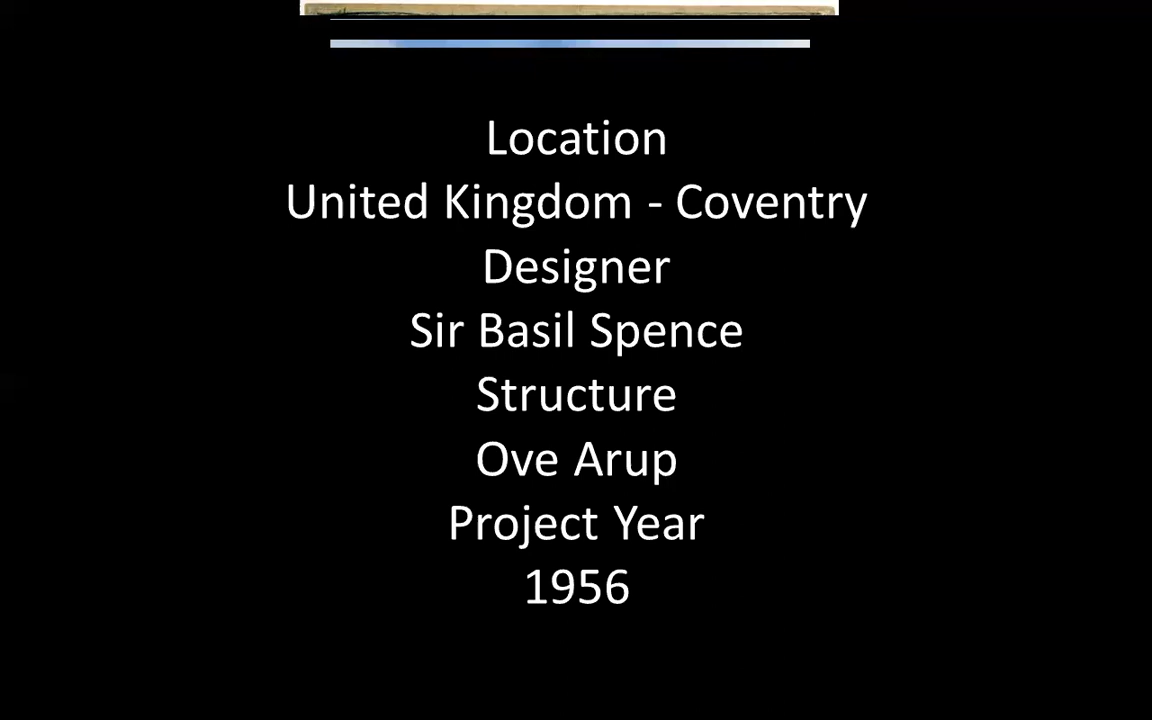 Location
United Kingdom - Coventry
Designer
Sir Basil Spence
Structure
Ove Arup
Project Year
1956